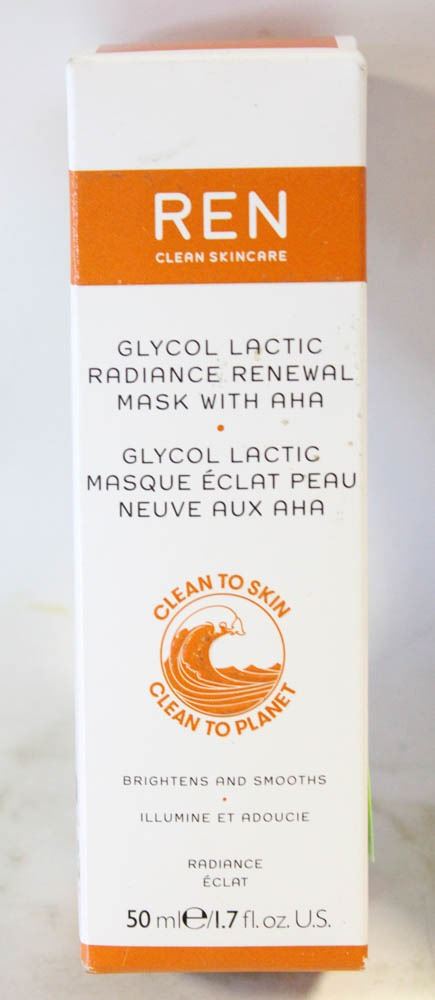 REN
CLEAN SKINCARE
GLYCOL LACTIC
RADIANCE RENEWAL
MASK WITH AHA
•
GLYCOL LACTIC
MASQUE ÉCLAT PEAU
NEUVE AUX AHA
CLEAN TO SKIN
CLEAN TO PLANET
BRIGHTENS AND SMOOTHS
•
ILLUMINE ET ADOUCIE
RADIANCE
ÉCLAT
50 ml℮/1.7 fl. oz. U.S.